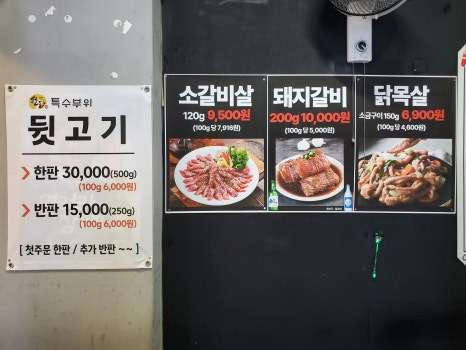 특수부위
뒷고기
한판 30,000(500g)
(100g 6,000원)
반판 15,000(250g)
(100g 6,000원)
[ 첫주문 한판 / 추가 반판 ~~ ]
소갈비살
120g 9,500원
(100g 당 7,916원)
돼지갈비
200g 10,000원
(100g 당 5,000원)
닭목살
소금구이 150g 6,900원
(100g 당 4,600원)